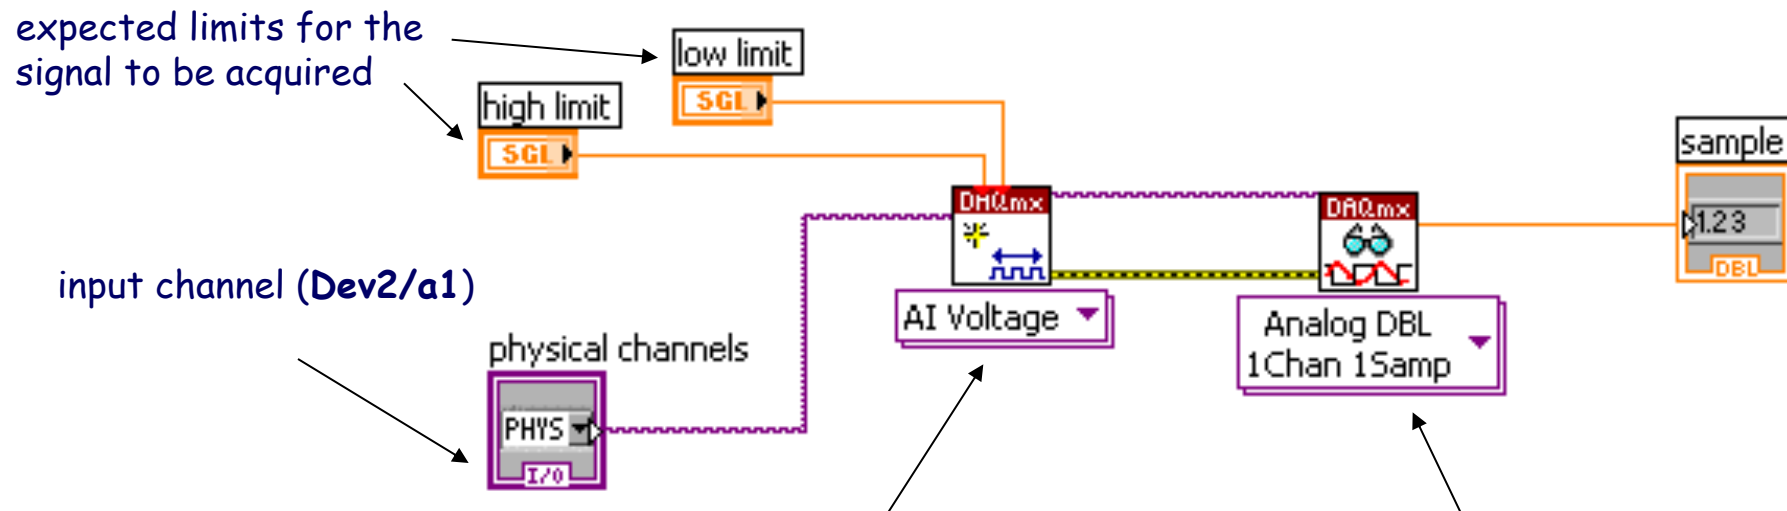 expected limits for the
signal to be acquired
low limit
SGL
high limit
SGL
sample
1.23
DBL
DAQmx
DAQmx
input channel (Dev2/a1)
AI Voltage
Analog DBL
1Chan 1Samp
physical channels
PHYS
I/O